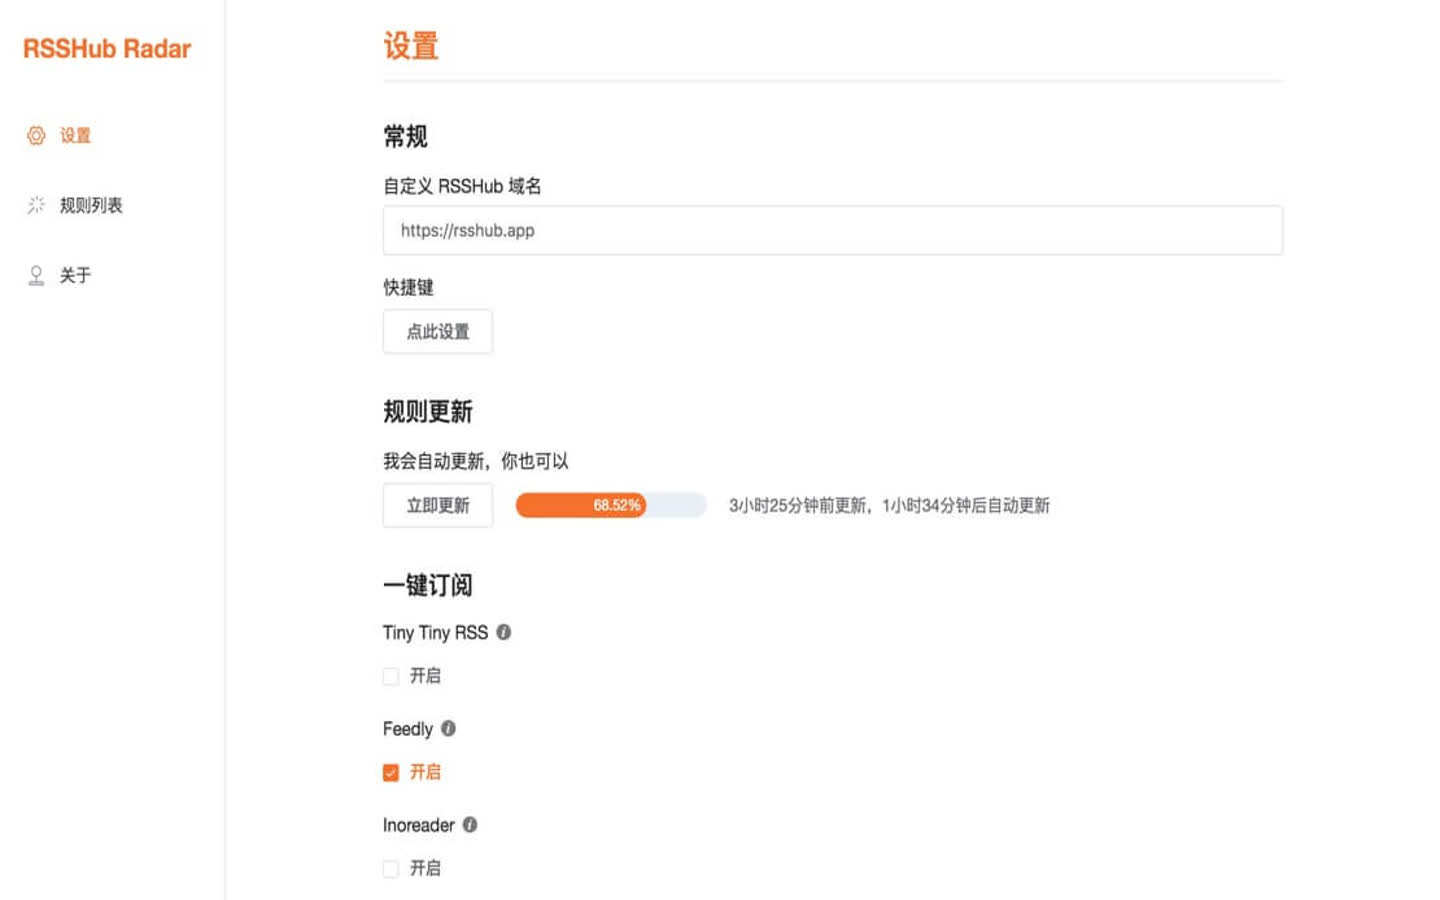 RSSHub Radar
设置
规则列表
关于
设置
常规
自定义 RSSHub 域名
https://rsshub.app
快捷键
点此设置
规则更新
我会自动更新，你也可以
立即更新 68.52% 3小时25分钟前更新，1小时34分钟后自动更新
一键订阅
Tiny Tiny RSS
开启
Feedly
开启
Inoreader
开启